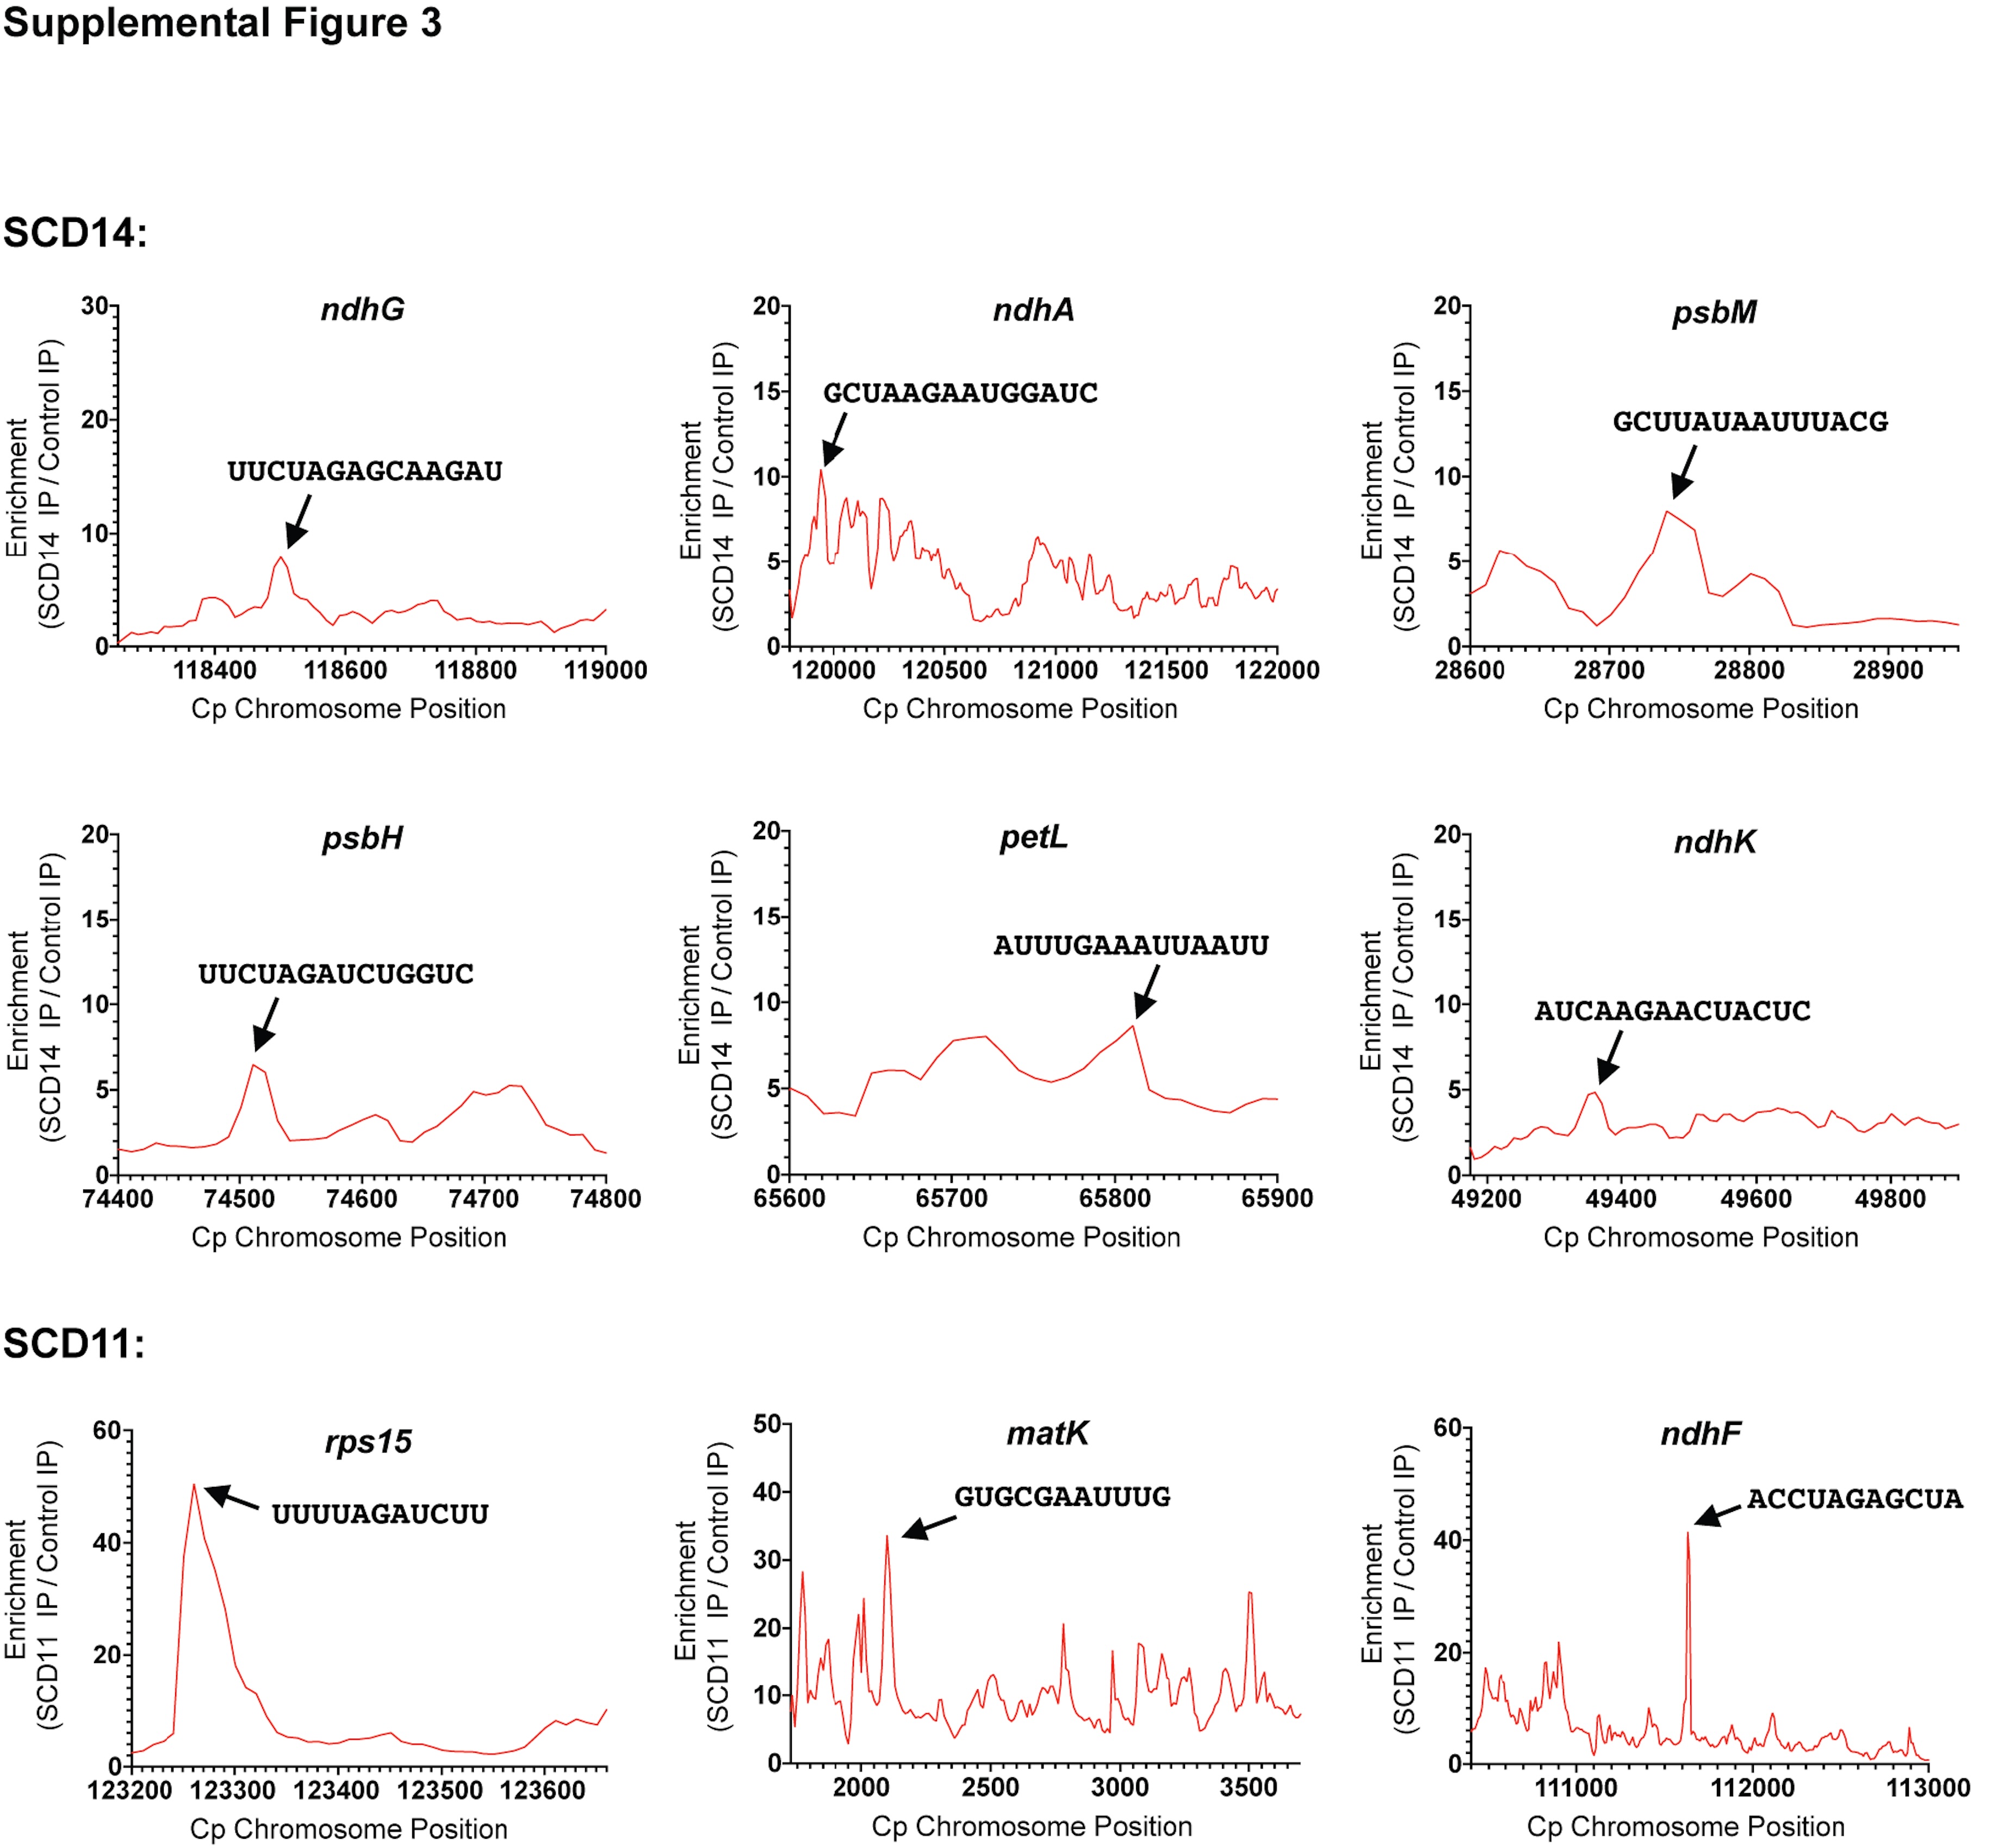 Supplemental Figure 3
SCD14:
ndhG
Enrichment
(SCD14 IP / Control IP)
30
20
10
0
UUCUAGAGCAAGAU
118400 118600 118800 119000
Cp Chromosome Position
ndhA
Enrichment
(SCD14 IP / Control IP)
20
15
10
5
0
GCUAAGAAUGGAUC
120000 120500 121000 121500 122000
Cp Chromosome Position
psbM
Enrichment
(SCD14 IP / Control IP)
20
15
10
5
0
GCUUAUAAUUUACG
28600 28700 28800 28900
Cp Chromosome Position
psbH
Enrichment
(SCD14 IP / Control IP)
20
15
10
5
0
UUCUAGAUCUGGUC
74400 74500 74600 74700 74800
Cp Chromosome Position
petL
Enrichment
(SCD14 IP / Control IP)
20
15
10
5
0
AUUUGAAAUUAAUU
65600 65700 65800 65900
Cp Chromosome Position
ndhK
Enrichment
(SCD14 IP / Control IP)
20
15
10
5
0
AUCAAGAACUACUC
49200 49400 49600 49800
Cp Chromosome Position
SCD11:
rps15
Enrichment
(SCD11 IP / Control IP)
60
40
20
0
UUUUAGAUCUU
123200 123300 123400 123500 123600
Cp Chromosome Position
matK
Enrichment
(SCD11 IP / Control IP)
50
40
30
20
10
0
GUGCGAAUUUG
2000 2500 3000 3500
Cp Chromosome Position
ndhF
Enrichment
(SCD11 IP / Control IP)
60
40
20
0
ACCUAGAGCUA
111000 112000 113000
Cp Chromosome Position